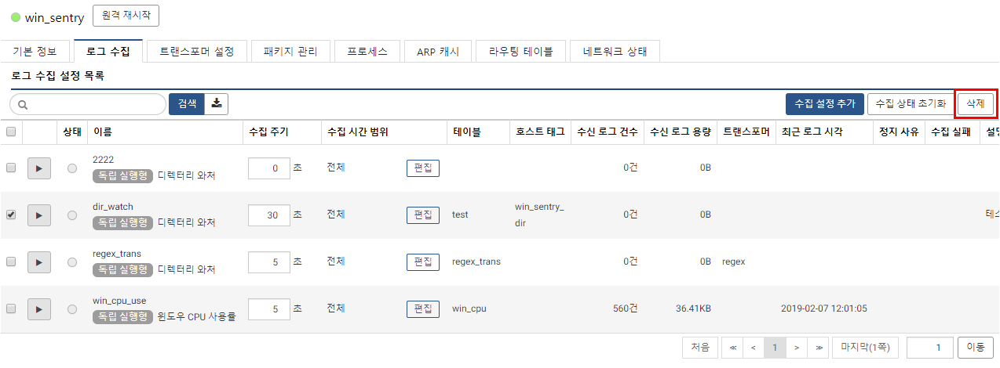 win_sentry 원격 재시작
기본 정보 로그 수집 트랜스포머 설정 패키지 관리 프로세스 ARP 캐시 라우팅 테이블 네트워크 상태
로그 수집 설정 목록
검색 수집 설정 추가 수집 상태 초기화 삭제
상태 이름 수집 주기 수집 시간 범위 테이블 호스트 태그 수신 로그 건수 수신 로그 용량 트랜스포머 최근 로그 시각 정지 사유 수집 실패 설명
2222
독립 실행형 디렉터리 와처 0 초 전체 편집 0건 0B
dir_watch
독립 실행형 디렉터리 와처 30 초 전체 편집 test win_sentry_
dir 0건 0B 테스
regex_trans
독립 실행형 디렉터리 와처 5 초 전체 편집 regex_trans 0건 0B regex
win_cpu_use
독립 실행형 윈도우 CPU 사용률 5 초 전체 편집 win_cpu 560건 36.41KB 2019-02-07 12:01:05
처음 ≪ < 1 > ≫ 마지막(1쪽) 1 이동